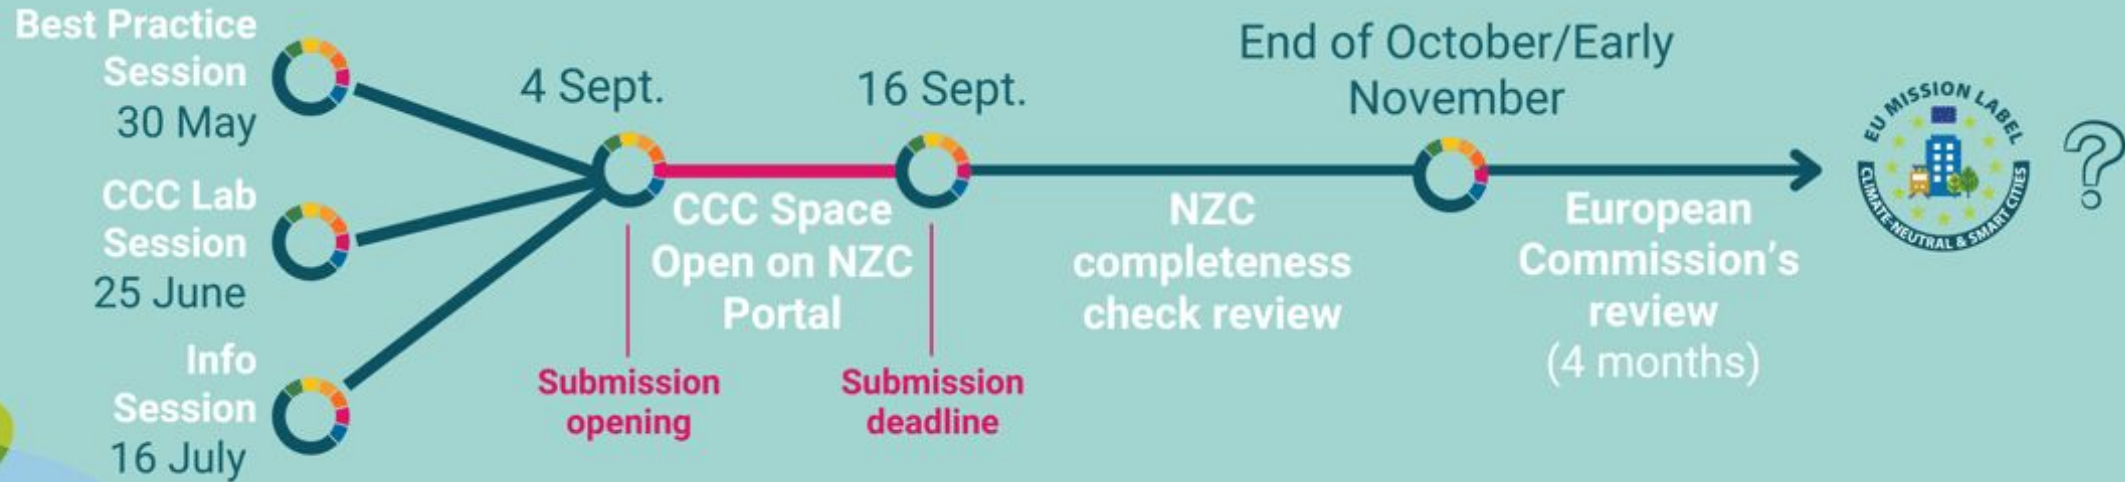 Best Practice
Session
30 May
CCC Lab
Session
25 June
Info
Session
16 July
4 Sept.
CCC Space
Open on NZC
Portal
Submission
opening
16 Sept.
Submission
deadline
NZC
completeness
check review
End of October/Early
November
European
Commission's
review
(4 months)
EU MISSION LABEL
CLIMATE-NEUTRAL & SMART CITIES
?